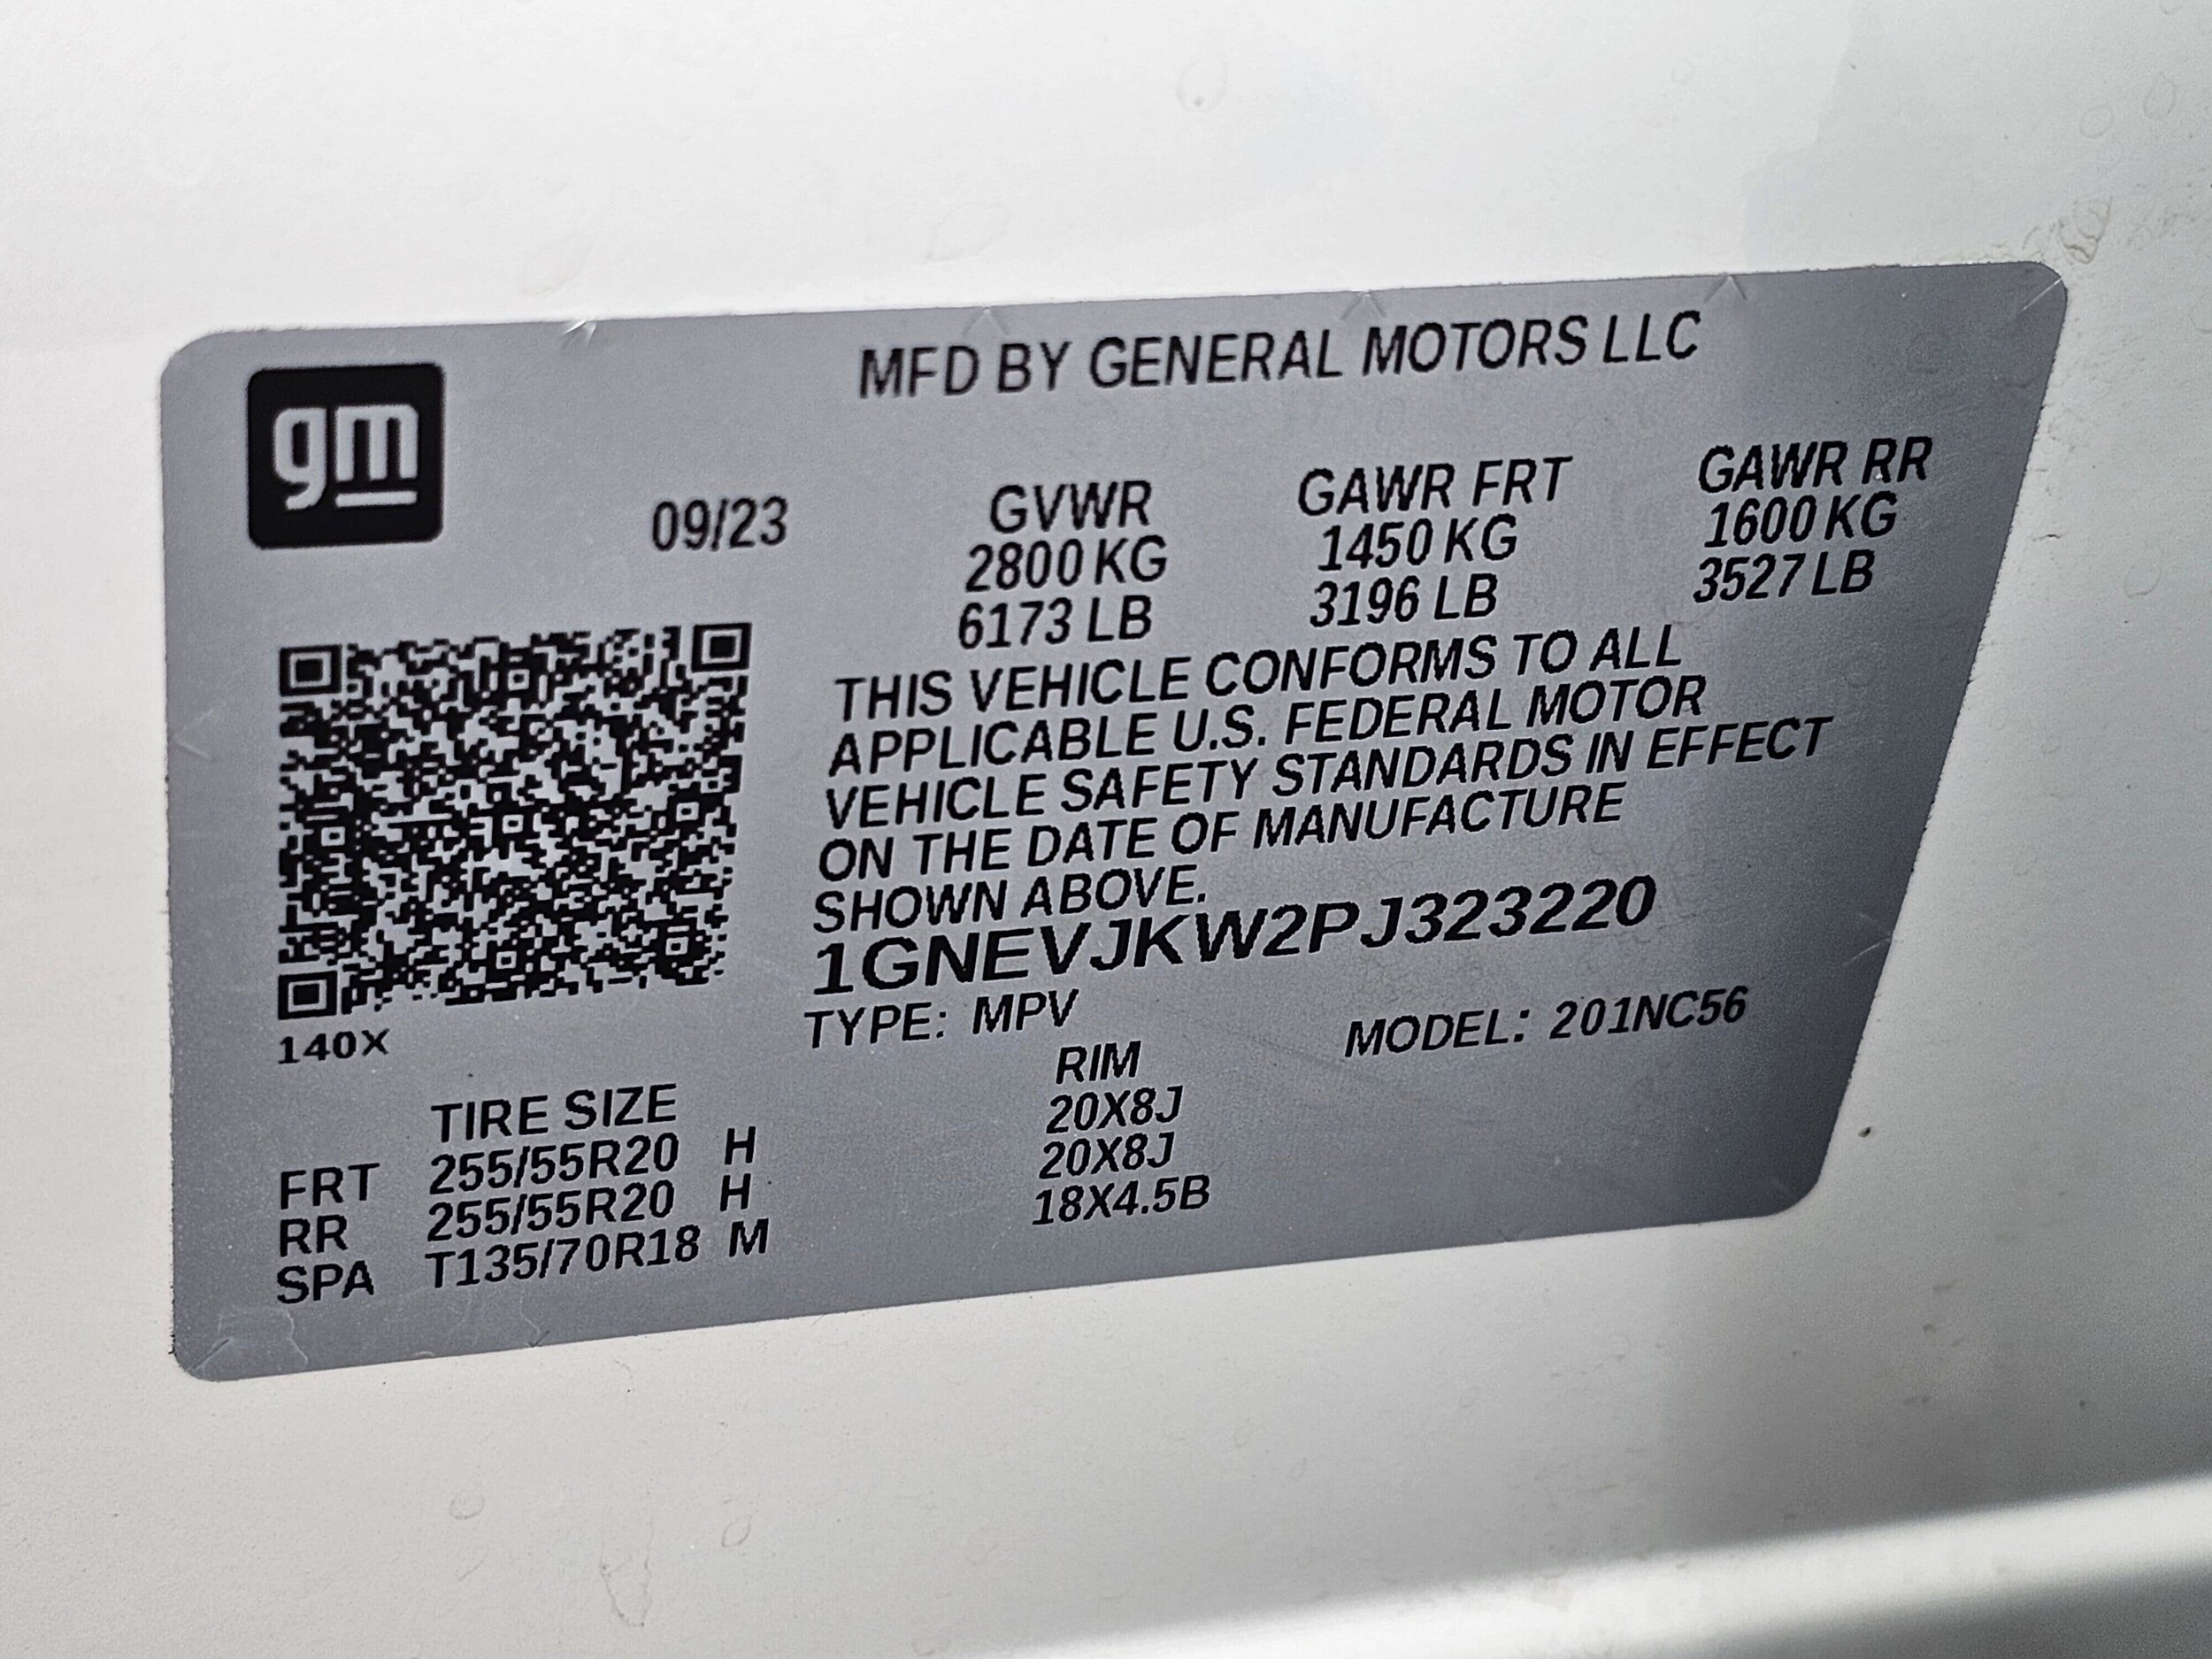 gm
MFD BY GENERAL MOTORS LLC
09/23
GVWR GAWR FRT GAWR RR
2800 KG 1450 KG 1600 KG
6173 LB 3196 LB 3527 LB
THIS VEHICLE CONFORMS TO ALL
APPLICABLE U.S. FEDERAL MOTOR
VEHICLE SAFETY STANDARDS IN EFFECT
ON THE DATE OF MANUFACTURE
SHOWN ABOVE.
1GNEVJKW2PJ323220
TYPE: MPV MODEL: 201NC56
140X
TIRE SIZE RIM
FRT 255/55R20 H 20X8J
RR 255/55R20 H 20X8J
SPA T135/70R18 M 18X4.5B